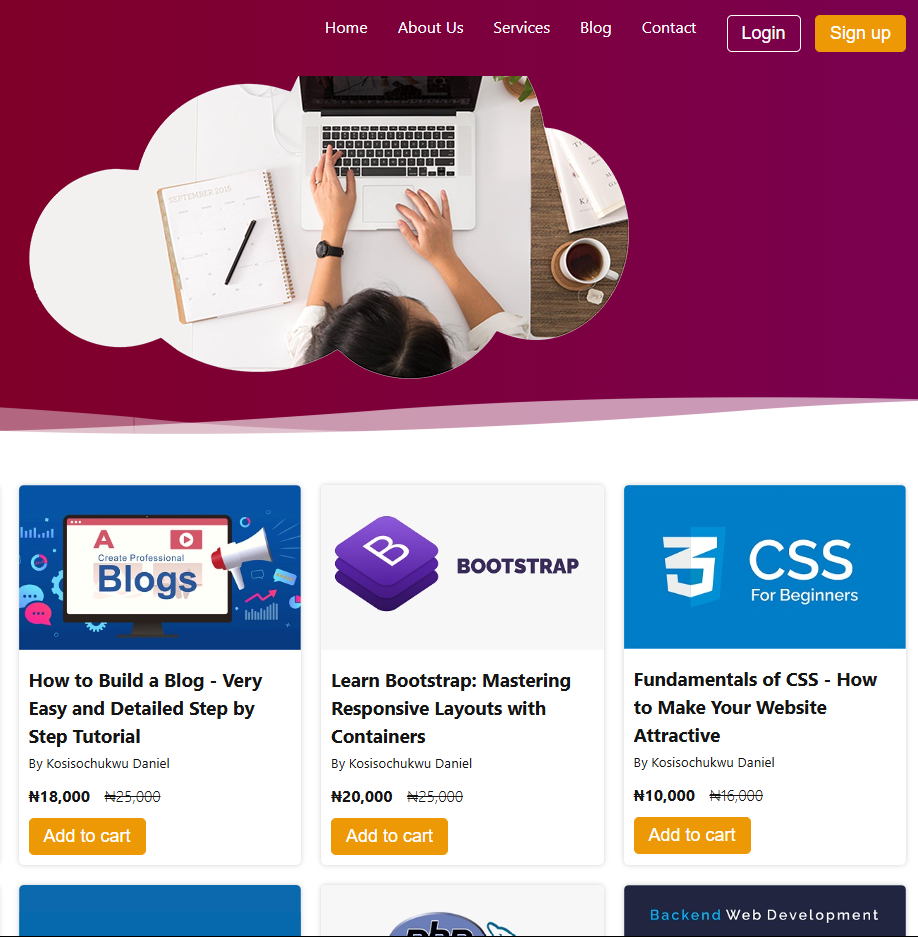 Home About Us Services Blog Contact Login Sign up
SEPTEMBER 2015
A
Create Professional
Blogs
B BOOTSTRAP
CSS
For Beginners
How to Build a Blog - Very
Easy and Detailed Step by
Step Tutorial
By Kosisochukwu Daniel
₦18,000 ₦25,000
Add to cart
Learn Bootstrap: Mastering
Responsive Layouts with
Containers
By Kosisochukwu Daniel
₦20,000 ₦25,000
Add to cart
Fundamentals of CSS - How
to Make Your Website
Attractive
By Kosisochukwu Daniel
₦10,000 ₦16,000
Add to cart
php
Backend Web Development